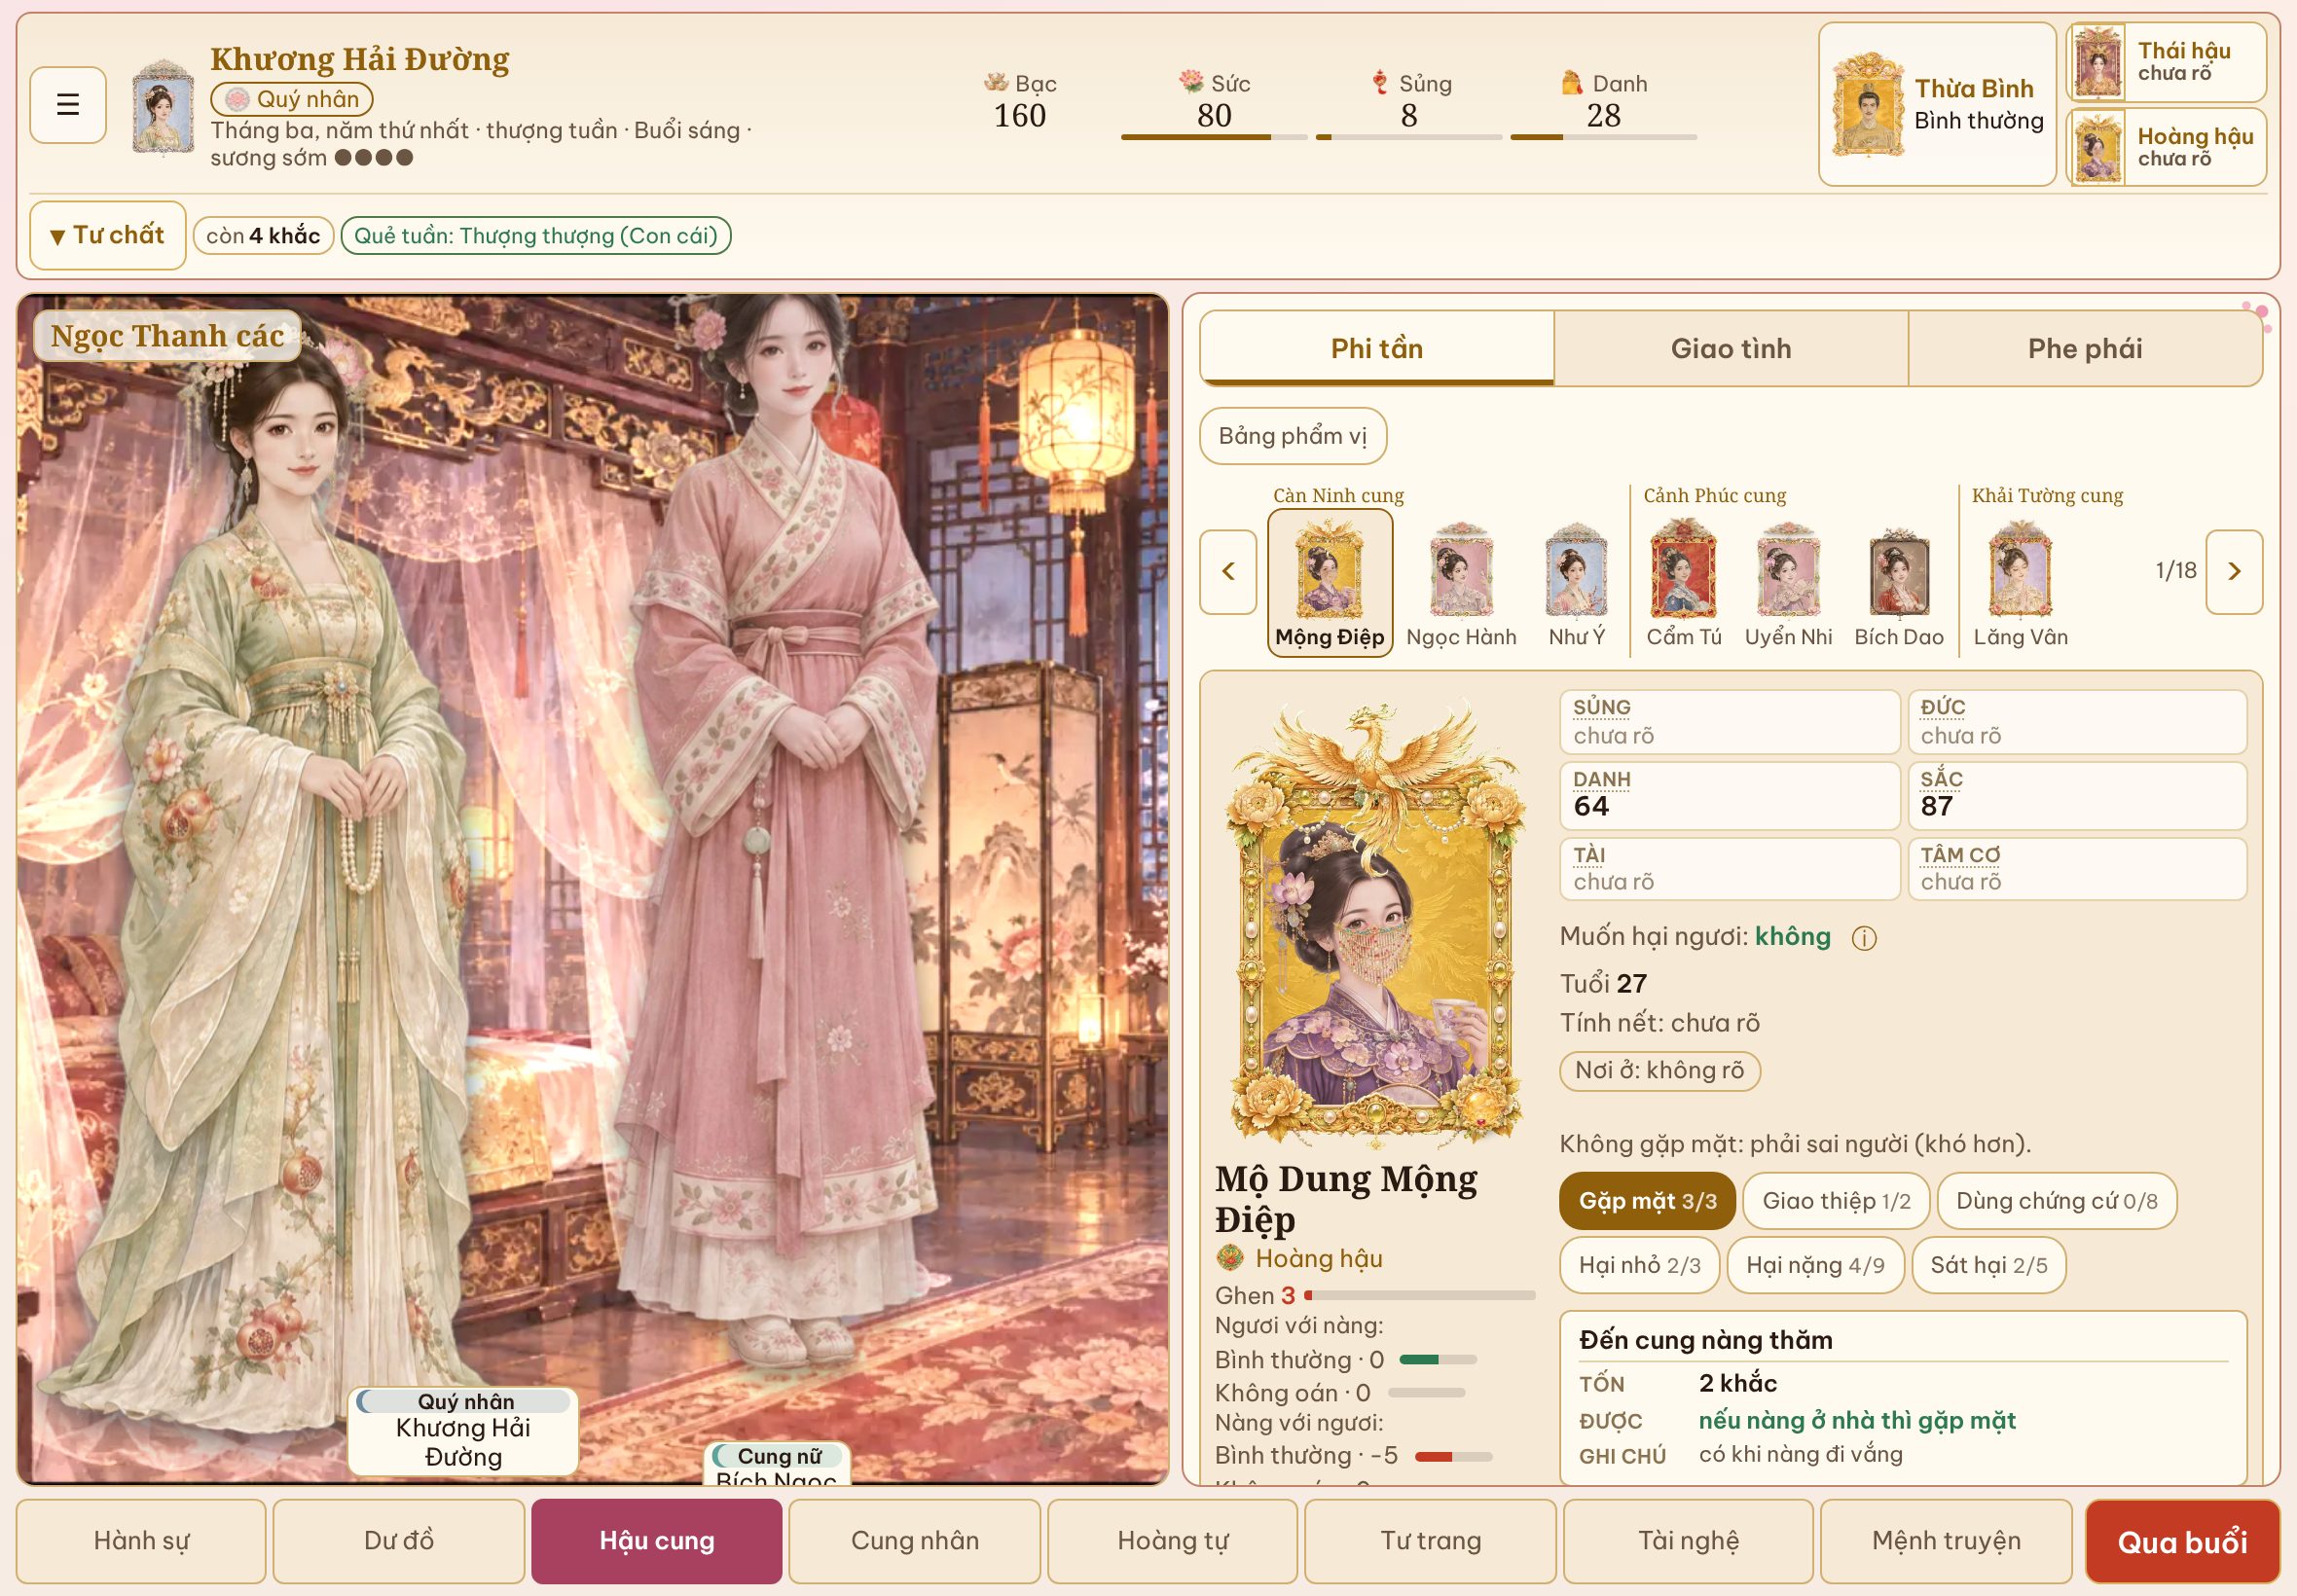 ☰
Khương Hải Đường
Quý nhân
Tháng ba, năm thứ nhất · thượng tuần · Buổi sáng ·
sương sớm ●●●●
Bạc
160
Sức
80
Sủng
8
Danh
28
Thừa Bình
Bình thường
Thái hậu
chưa rõ
Hoàng hậu
chưa rõ
▼ Tư chất
còn 4 khắc
Quẻ tuần: Thượng thượng (Con cái)
Ngọc Thanh các
Quý nhân
Khương Hải
Đường
Cung nữ
Bích Ngọc
Phi tần
Giao tình
Phe phái
Bảng phẩm vị
Càn Ninh cung
Cảnh Phúc cung
Khải Tường cung
‹
Mộng Điệp
Ngọc Hành
Như Ý
Cẩm Tú
Uyển Nhi
Bích Dao
Lăng Vân
1/18
›
Mộ Dung Mộng
Điệp
Hoàng hậu
Ghen 3
Ngươi với nàng:
Bình thường · 0
Không oán · 0
Nàng với ngươi:
Bình thường · -5
SỦNG
chưa rõ
ĐỨC
chưa rõ
DANH
64
SẮC
87
TÀI
chưa rõ
TÂM CƠ
chưa rõ
Muốn hại ngươi: không ⓘ
Tuổi 27
Tính nết: chưa rõ
Nơi ở: không rõ
Không gặp mặt: phải sai người (khó hơn).
Gặp mặt 3/3
Giao thiệp 1/2
Dùng chứng cứ 0/8
Hại nhỏ 2/3
Hại nặng 4/9
Sát hại 2/5
Đến cung nàng thăm
TỐN 2 khắc
ĐƯỢC nếu nàng ở nhà thì gặp mặt
GHI CHÚ có khi nàng đi vắng
Hành sự
Dư đồ
Hậu cung
Cung nhân
Hoàng tự
Tư trang
Tài nghệ
Mệnh truyện
Qua buổi